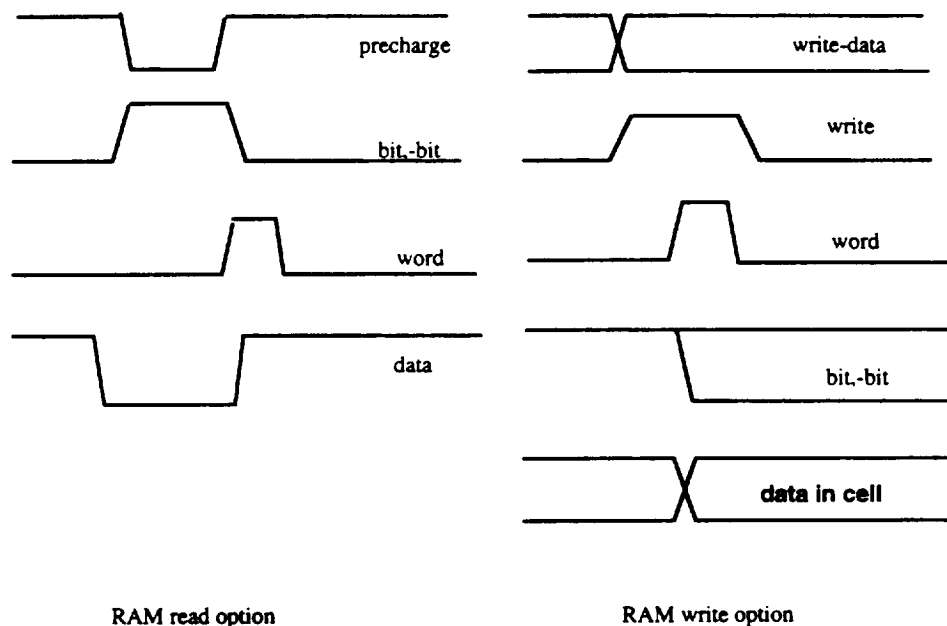 precharge
bit,-bit
word
data
RAM read option
write-data
write
word
bit,-bit
data in cell
RAM write option